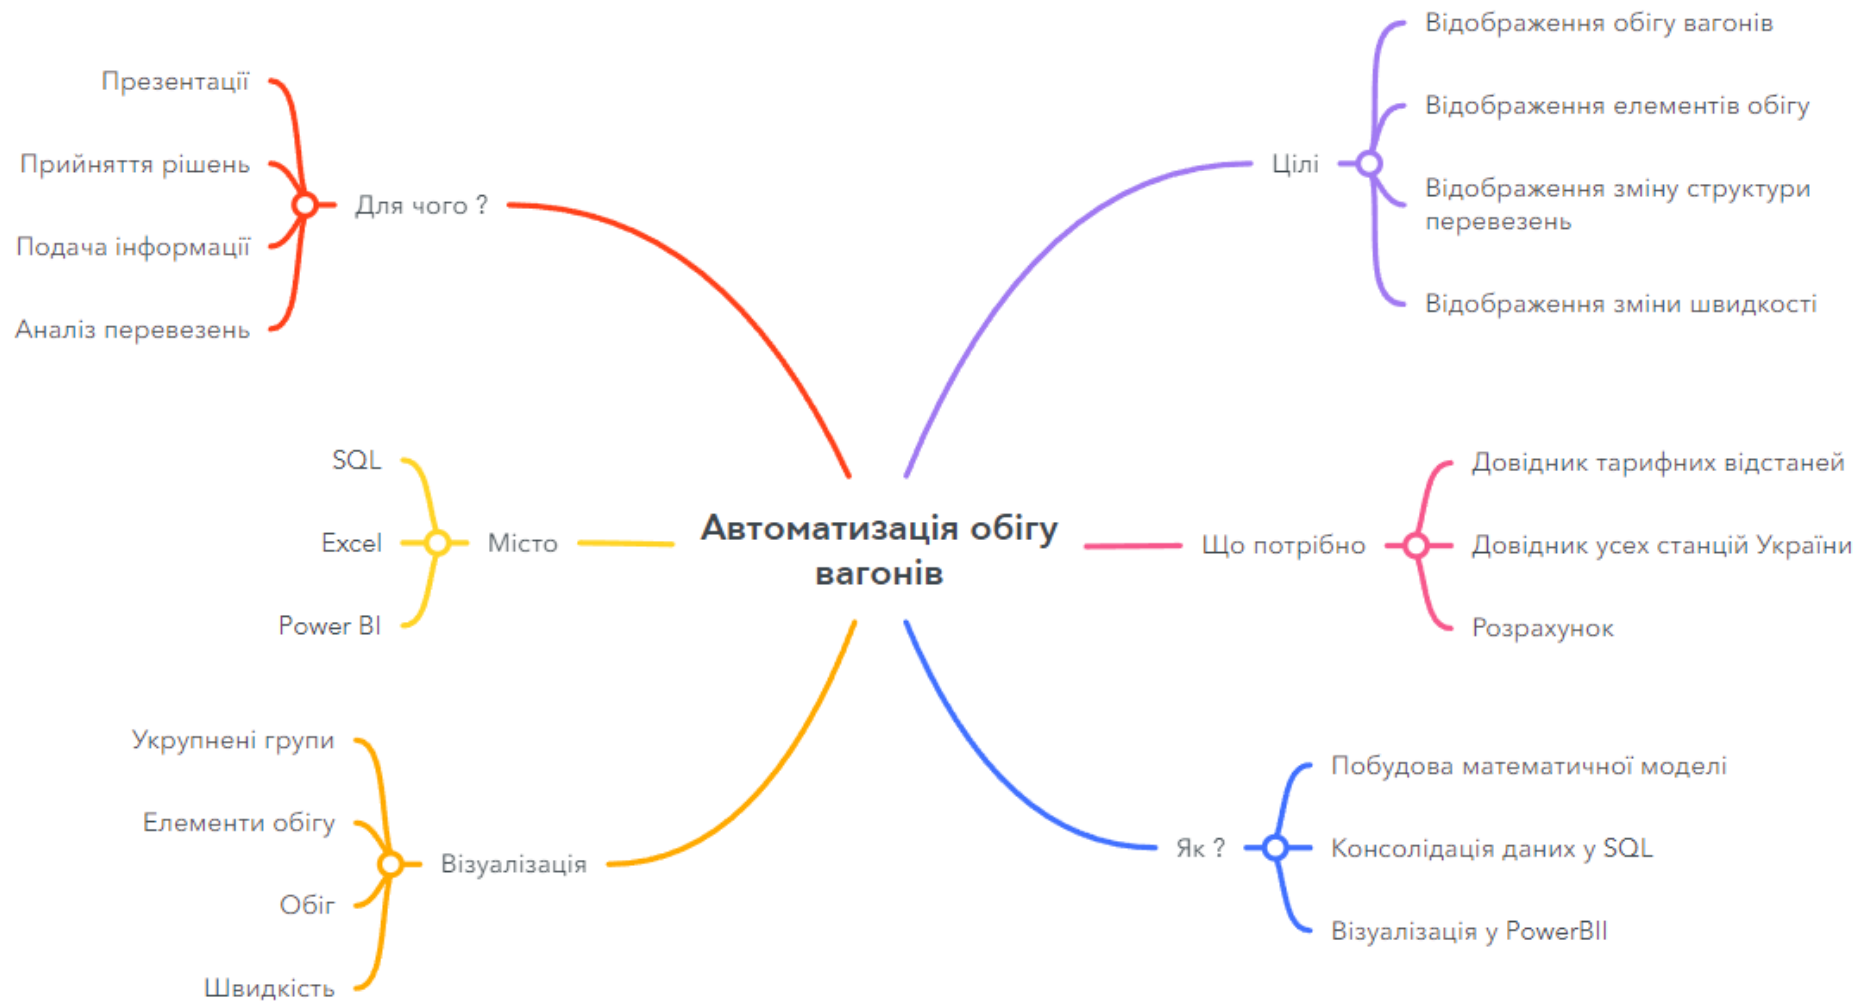 Автоматизація обігу
вагонів
Для чого ?
Презентації
Прийняття рішень
Подача інформації
Аналіз перевезень
Місто
SQL
Excel
Power BI
Візуалізація
Укрупнені групи
Елементи обігу
Обіг
Швидкість
Цілі
Відображення обігу вагонів
Відображення елементів обігу
Відображення зміну структури
перевезень
Відображення зміни швидкості
Що потрібно
Довідник тарифних відстаней
Довідник усех станцій України
Розрахунок
Як ?
Побудова математичної моделі
Консолідація даних у SQL
Візуалізація у PowerBII